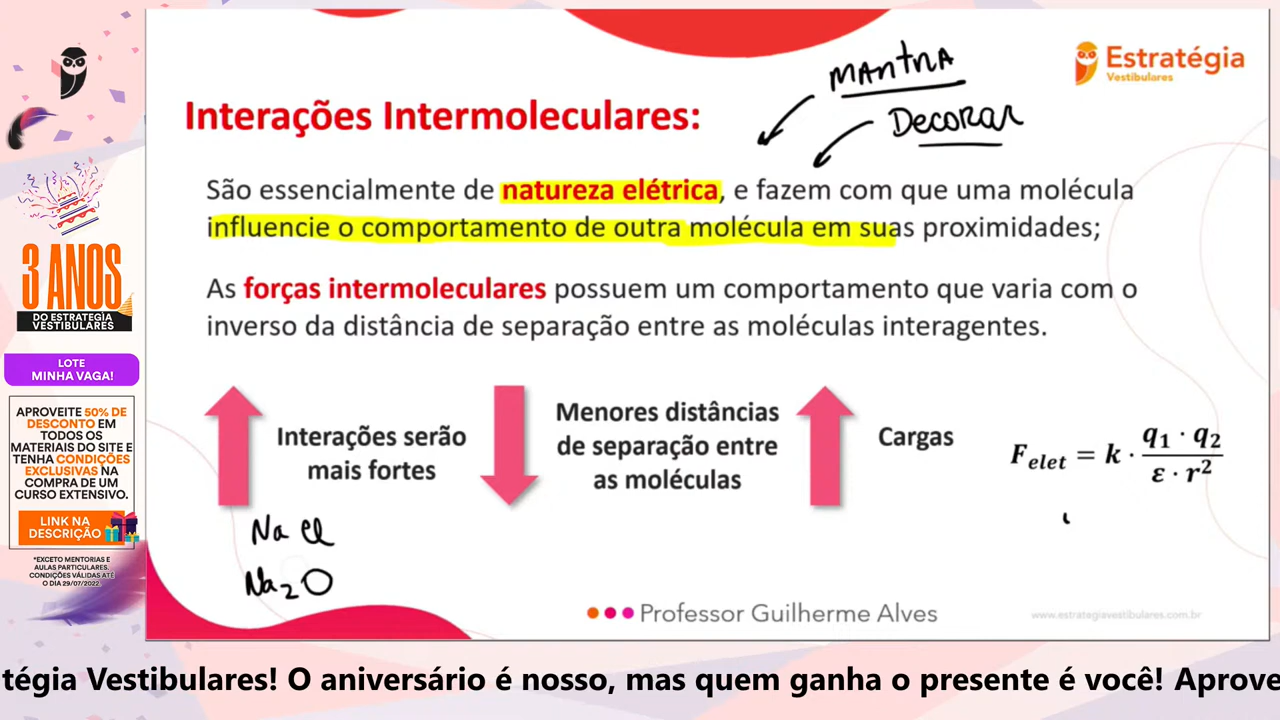 MANTRA
Decorar
Estratégia
Vestibulares
Interações Intermoleculares:
São essencialmente de natureza elétrica, e fazem com que uma molécula
influencie o comportamento de outra molécula em suas proximidades;
As forças intermoleculares possuem um comportamento que varia com o
inverso da distância de separação entre as moléculas interagentes.
Interações serão
mais fortes
Menores distâncias
de separação entre
as moléculas
Cargas
F_elet = k · (q₁ · q₂)/(ε · r²)
Na Cl
Na₂O
Professor Guilherme Alves
www.estrategiavestibulares.com.br
3 ANOS
DO ESTRATÉGIA
VESTIBULARES
LOTE
MINHA VAGA!
APROVEITE 50% DE
DESCONTO EM
TODOS OS
MATERIAIS DO SITE E
TENHA CONDIÇÕES
EXCLUSIVAS NA
COMPRA DE UM
CURSO EXTENSIVO.
LINK NA
DESCRIÇÃO
*EXCETO MENTORIAS E
AULAS PARTICULARES.
CONDIÇÕES VÁLIDAS ATÉ
O DIA 29/07/2022.
tégia Vestibulares! O aniversário é nosso, mas quem ganha o presente é você! Aprove